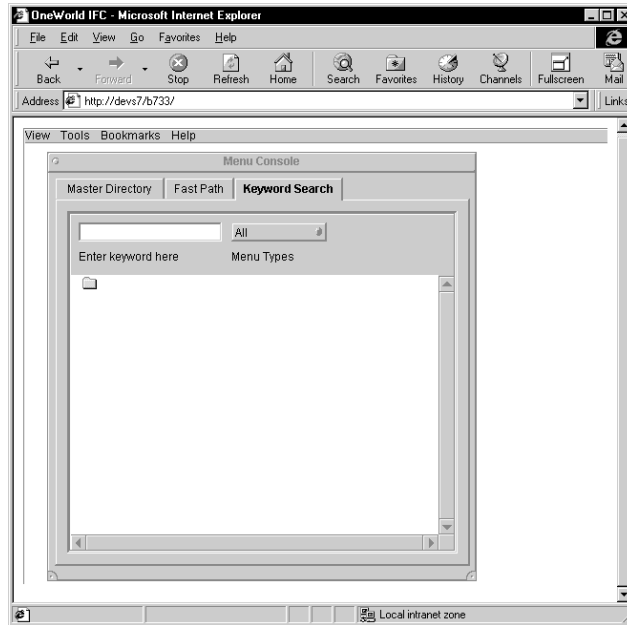 OneWorld IFC - Microsoft Internet Explorer
File Edit View Go Favorites Help
Back Forward Stop Refresh Home Search Favorites History Channels Fullscreen Mail
Address http://devs7/b733/ Links
View Tools Bookmarks Help
Menu Console
Master Directory Fast Path Keyword Search
All
Enter keyword here Menu Types
Local intranet zone